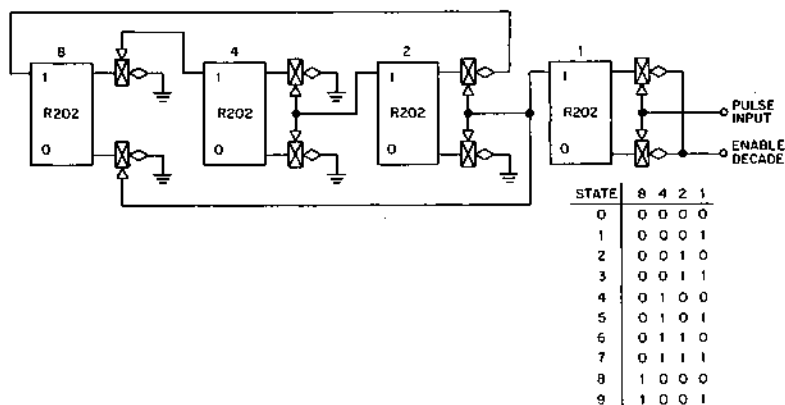 8 4 2 1
1 1 1 1
R202 R202 R202 R202
0 0 0 0
PULSE
INPUT
ENABLE
DECADE
STATE 8 4 2 1
0 0 0 0 0
1 0 0 0 1
2 0 0 1 0
3 0 0 1 1
4 0 1 0 0
5 0 1 0 1
6 0 1 1 0
7 0 1 1 1
8 1 0 0 0
9 1 0 0 1